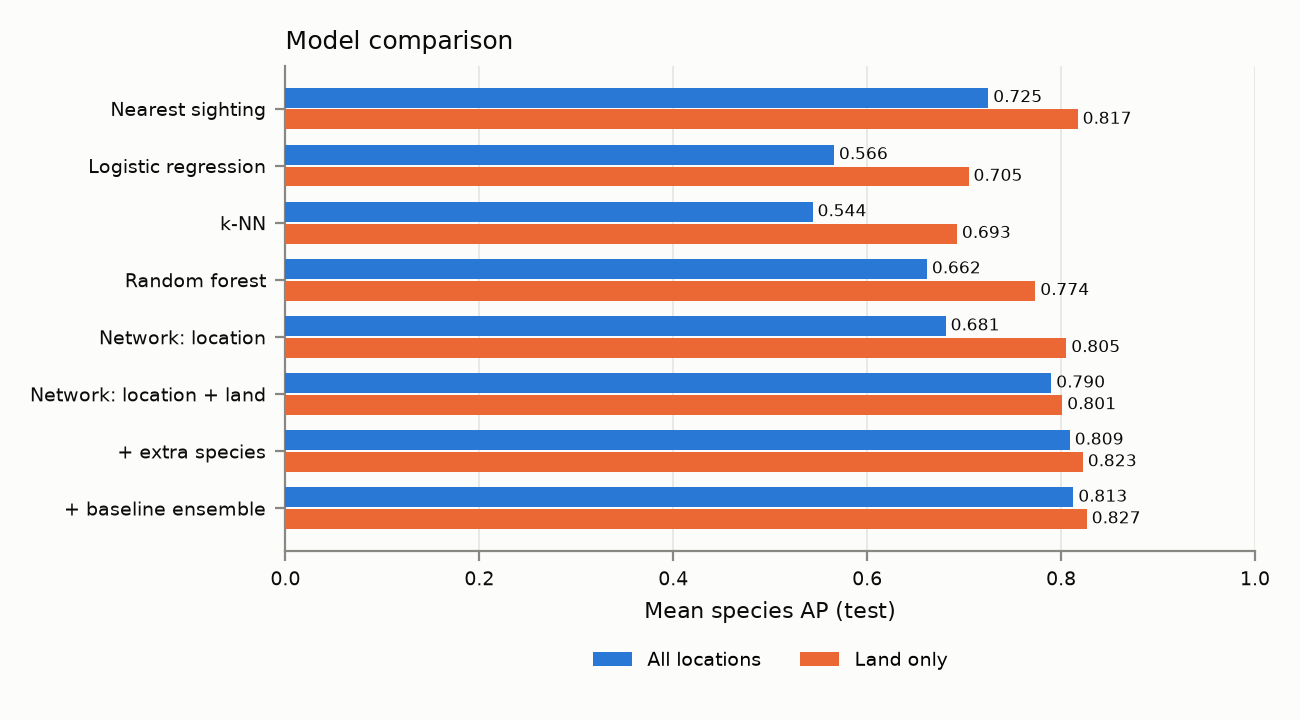 Model comparison
Nearest sighting
0.725
0.817
Logistic regression
0.566
0.705
k-NN
0.544
0.693
Random forest
0.662
0.774
Network: location
0.681
0.805
Network: location + land
0.790
0.801
+ extra species
0.809
0.823
+ baseline ensemble
0.813
0.827
0.0 0.2 0.4 0.6 0.8 1.0
Mean species AP (test)
All locations Land only